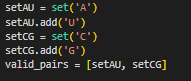 setAU = set('A')
setAU.add('U')
setCG = set('C')
setCG.add('G')
valid_pairs = [setAU, setCG]